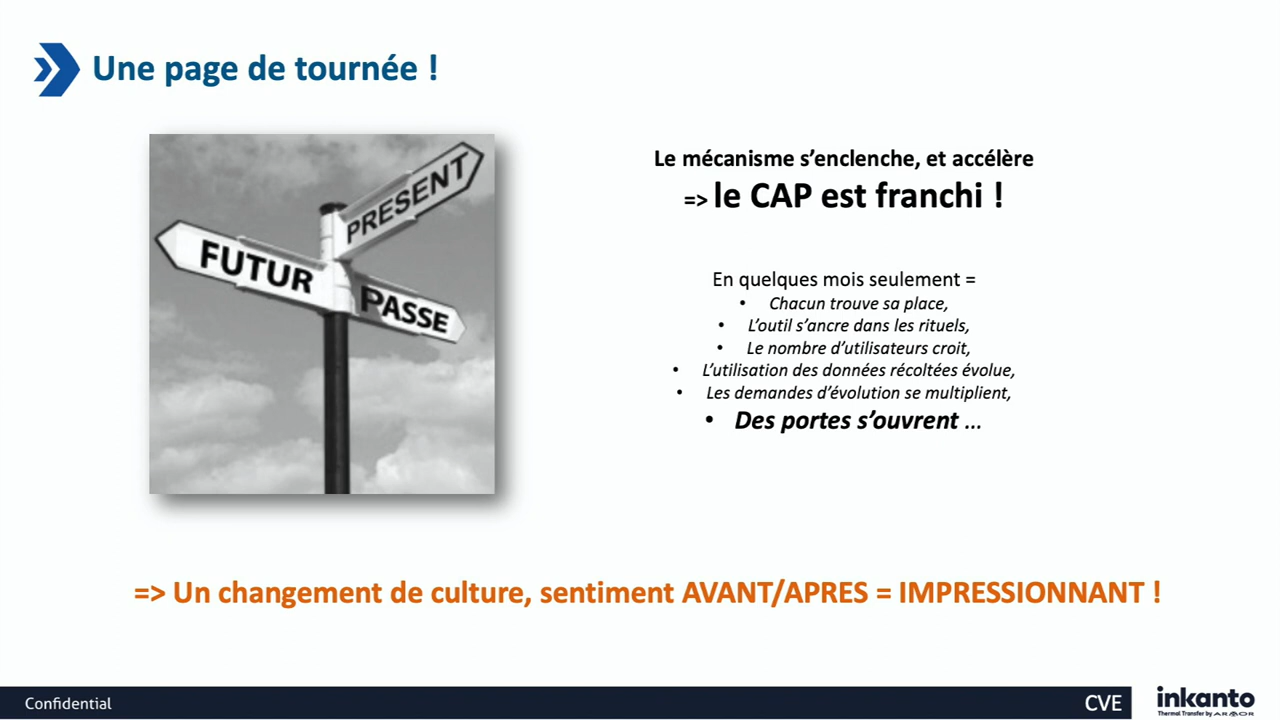 Une page de tournée !
PRESENT
FUTUR
PASSE
Le mécanisme s’enclenche, et accélère
=> le CAP est franchi !
En quelques mois seulement =
• Chacun trouve sa place,
• L’outil s’ancre dans les rituels,
• Le nombre d’utilisateurs croit,
• L’utilisation des données récoltées évolue,
• Les demandes d’évolution se multiplient,
• Des portes s’ouvrent ...
=> Un changement de culture, sentiment AVANT/APRES = IMPRESSIONNANT !
Confidential
CVE
inkanto
Thermal Transfer by ARMOR